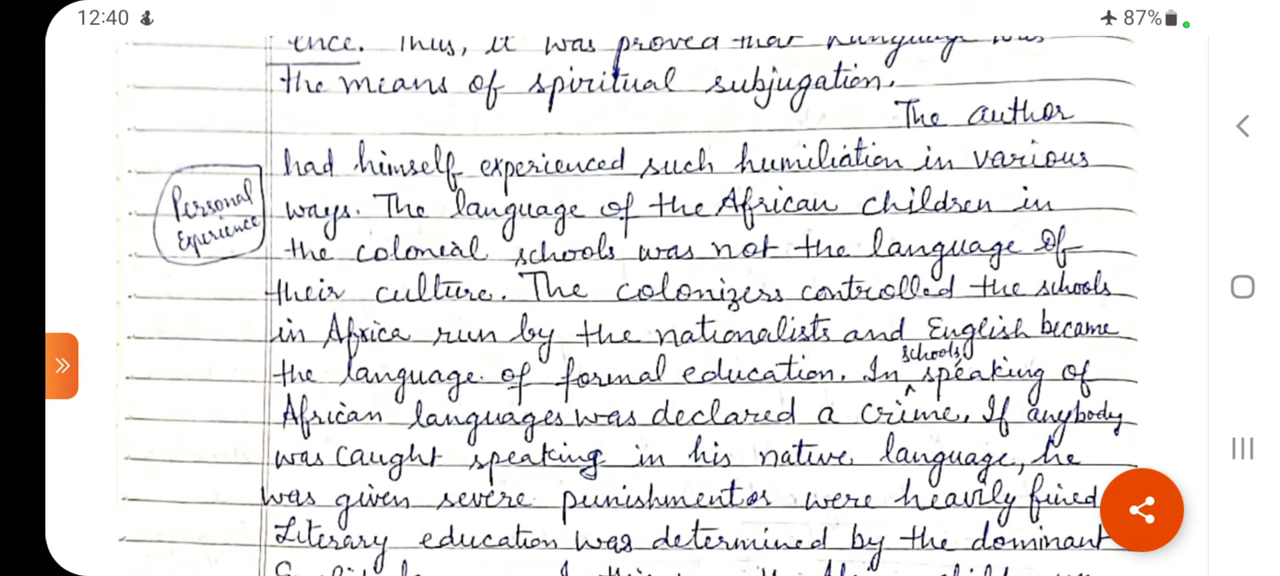 12:40
87%
ence. Thus, it was proved that language was
the means of spiritual subjugation.
The author
had himself experienced such humiliation in various
Personal
Experience
ways. The language of the African children in
the colonial schools was not the language of
their culture. The colonizers controlled the schools
in Africa run by the nationalists and English became
the language of formal education. In schools speaking of
African languages was declared a crime. If anybody
was caught speaking in his native language, he
was given severe punishment or were heavily fined
Literary education was determined by the dominant